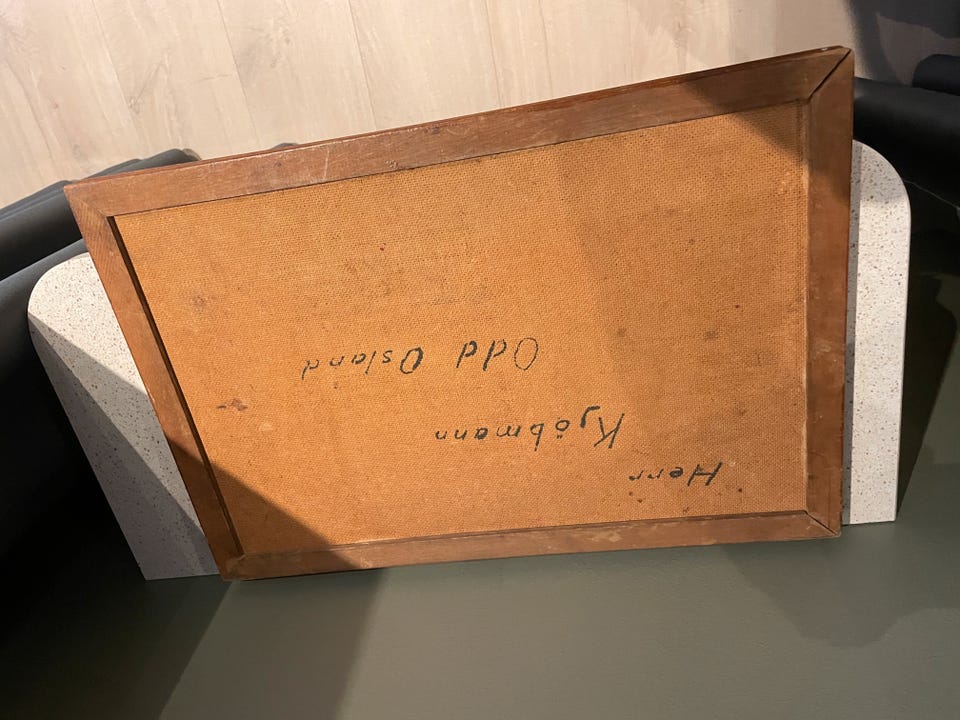 Herr
Kjöbmann
Odd Osland